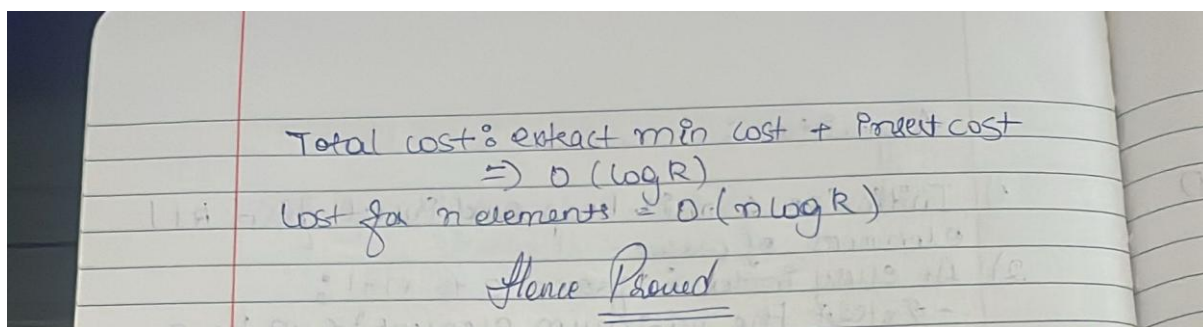 Total cost: extract min cost + insert cost
=> O (log k)
Cost for n elements = O (n log k)
Hence Proved